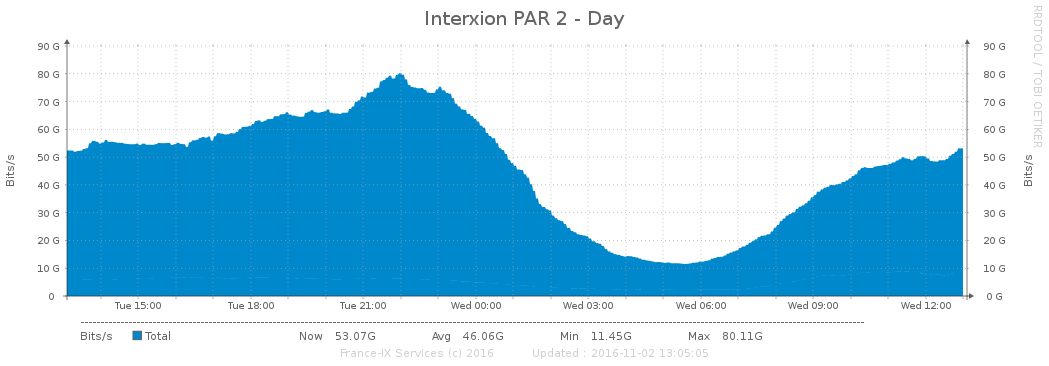 Interxion PAR 2 - Day
RRDTOOL / TOBI OETIKER
Bits/s
90 G 90 G
80 G 80 G
70 G 70 G
60 G 60 G
50 G 50 G
40 G 40 G
30 G 30 G
20 G 20 G
10 G 10 G
0 0 G
Bits/s
Tue 15:00 Tue 18:00 Tue 21:00 Wed 00:00 Wed 03:00 Wed 06:00 Wed 09:00 Wed 12:00
Bits/s Total Now 53.07G Avg 46.06G Min 11.45G Max 80.11G
France-IX Services (c) 2016 Updated : 2016-11-02 13:05:05